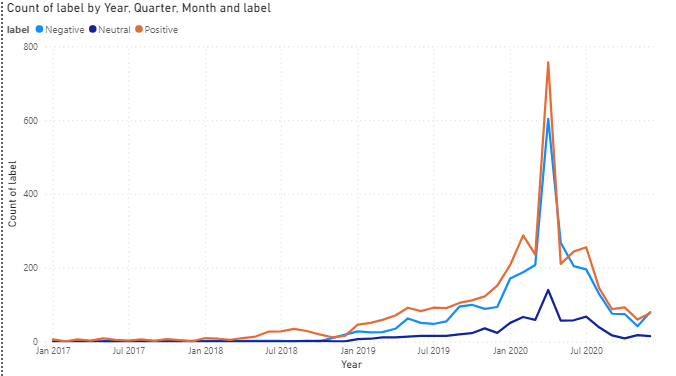 Count of label by Year, Quarter, Month and label
label Negative Neutral Positive
800
600
400
200
0
Count of label
Jan 2017 Jul 2017 Jan 2018 Jul 2018 Jan 2019 Jul 2019 Jan 2020 Jul 2020
Year